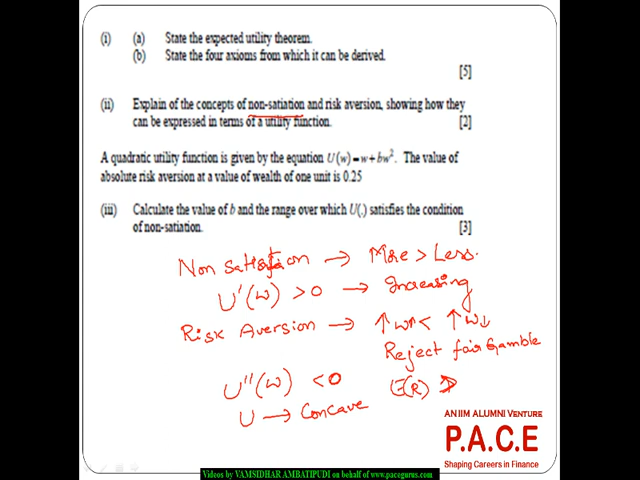 (i) (a) State the expected utility theorem.
(b) State the four axioms from which it can be derived.
[5]
(ii) Explain of the concepts of non-satiation and risk aversion, showing how they
can be expressed in terms of a utility function. [2]
A quadratic utility function is given by the equation U(w)=w+bw². The value of
absolute risk aversion at a value of wealth of one unit is 0.25
(iii) Calculate the value of b and the range over which U(.) satisfies the condition
of non-satiation. [3]
Non → More > Less.
U'(w) > 0 → Increasing
Risk Aversion → ↑ w↑ < ↑ w↓
Reject fair Gamble
U''(w) < 0 E(R)
U → Concave
ANIIM ALUMNI VENTURE
P.A.C.E
Shaping Careers in Finance
Videos by VAMSIDHAR AMBATIPUDI on behalf of www.pacegurus.com